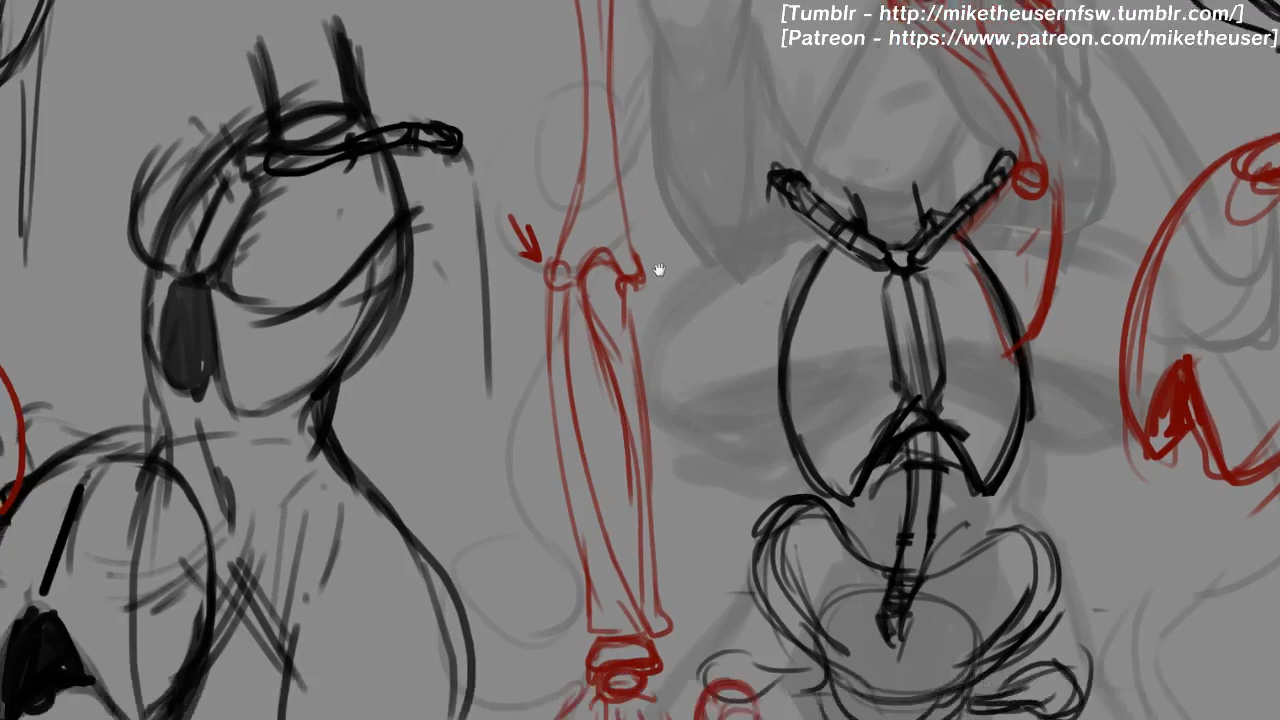 [Tumblr - http://miketheusernfsw.tumblr.com/]
[Patreon - https://www.patreon.com/miketheuser]